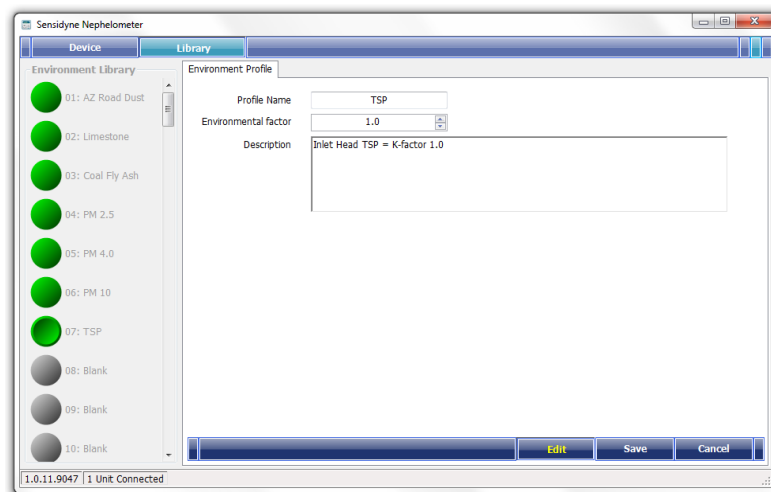 Sensidyne Nephelometer
Device
Library
Environment Library
01: AZ Road Dust
02: Limestone
03: Coal Fly Ash
04: PM 2.5
05: PM 4.0
06: PM 10
07: TSP
08: Blank
09: Blank
10: Blank
Environment Profile
Profile Name TSP
Environmental factor 1.0
Description Inlet Head TSP = K-factor 1.0
Edit Save Cancel
1.0.11.9047 1 Unit Connected